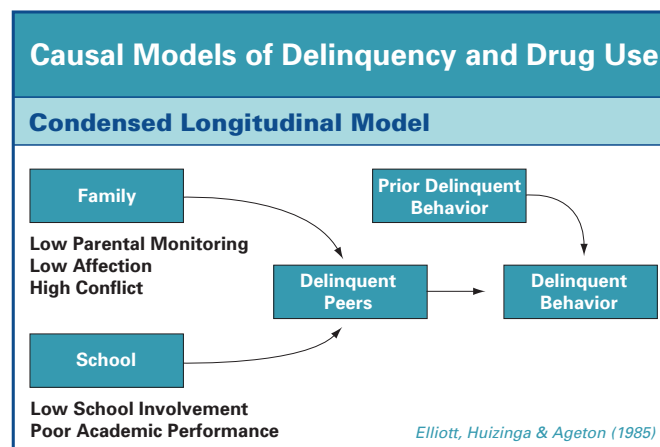 Causal Models of Delinquency and Drug Use
Condensed Longitudinal Model
Family
Low Parental Monitoring
Low Affection
High Conflict
Prior Delinquent
Behavior
Delinquent
Peers
Delinquent
Behavior
School
Low School Involvement
Poor Academic Performance
Elliott, Huizinga & Ageton (1985)